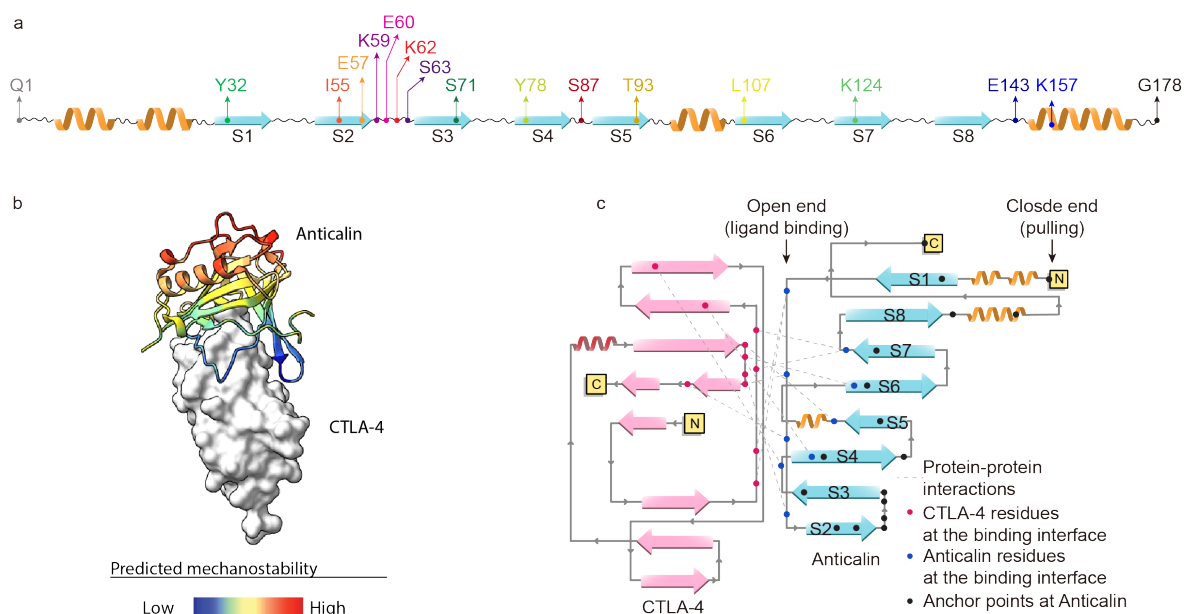 a
E60
K59
K62
E57
S63
Q1
Y32
I55
S71
Y78
S87
T93
L107
K124
E143
K157
G178
S1
S2
S3
S4
S5
S6
S7
S8
b
Anticalin
CTLA-4
Predicted mechanostability
Low
High
c
Open end
(ligand binding)
Closde end
(pulling)
C
S1
N
S8
S7
S6
C
N
S5
S4
S3
S2
Anticalin
CTLA-4
Protein-protein
interactions
CTLA-4 residues
at the binding interface
Anticalin residues
at the binding interface
Anchor points at Anticalin